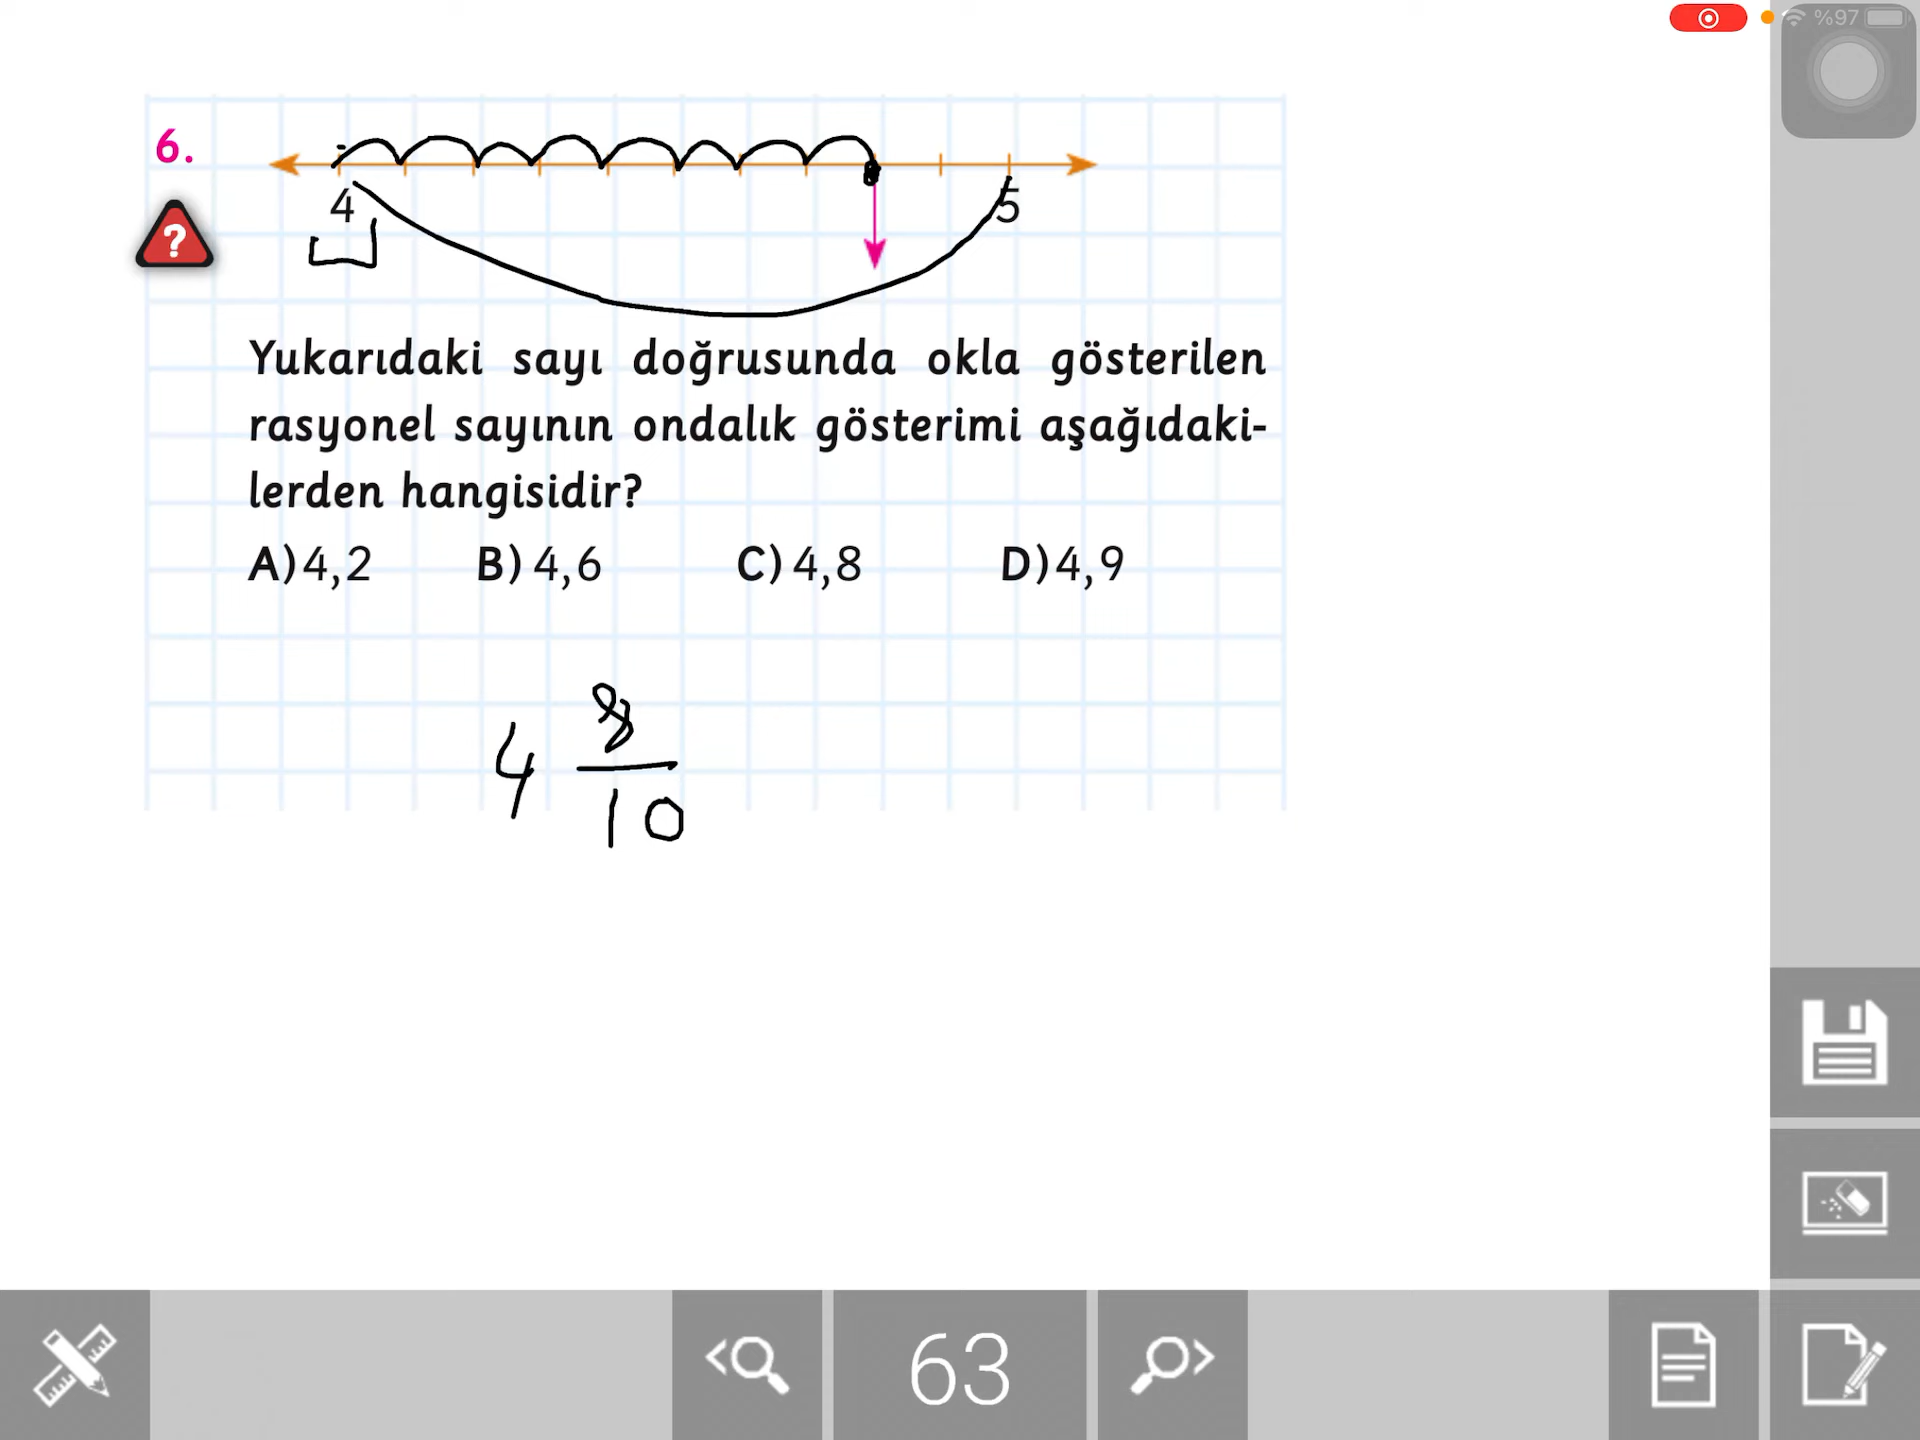 %97
6.
4 5
?
Yukarıdaki sayı doğrusunda okla gösterilen
rasyonel sayının ondalık gösterimi aşağıdaki-
lerden hangisidir?
A) 4,2 B) 4,6 C) 4,8 D) 4,9
4 8
10
63